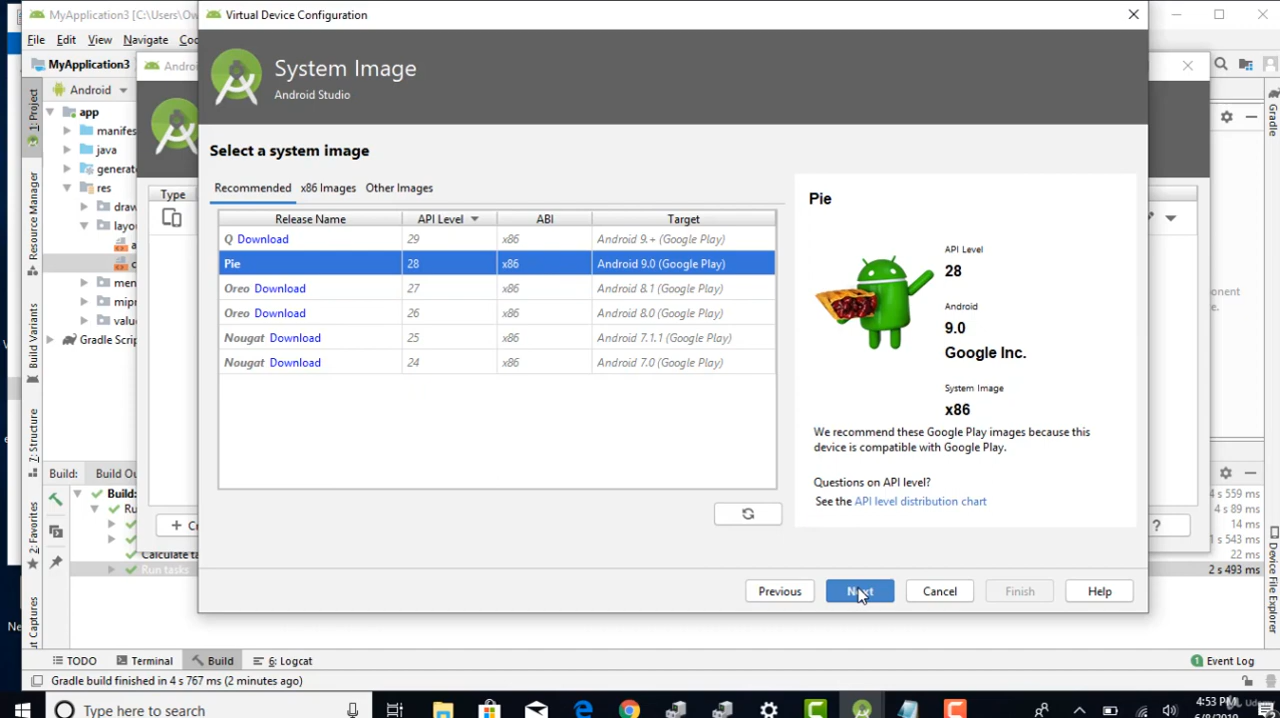 MyApplication3 [C:\Users\Ow
Virtual Device Configuration
File Edit View Navigate
System Image
Android Studio
MyApplication3
Android
app
manifes
java
generate
res
Select a system image
Recommended x86 Images Other Images
Type
Release Name API Level ABI Target
Q Download 29 x86 Android 9.+ (Google Play)
Pie 28 x86 Android 9.0 (Google Play)
Oreo Download 27 x86 Android 8.1 (Google Play)
Oreo Download 26 x86 Android 8.0 (Google Play)
Nougat Download 25 x86 Android 7.1.1 (Google Play)
Nougat Download 24 x86 Android 7.0 (Google Play)
Pie
API Level
28
Android
9.0
Google Inc.
System Image
x86
We recommend these Google Play images because this
device is compatible with Google Play.
Questions on API level?
See the API level distribution chart
Previous Next Cancel Finish Help
1: Project
Resource Manager
Build Variants
7: Structure
2: Favorites
Gradle
Device File Explorer
draw
layou
men
mipr
value
Gradle Scrip
Build: Build Ou
Build:
Calculate ta
Run tasks
4 s 559 ms
4 s 89 ms
14 ms
1 s 543 ms
22 ms
2 s 493 ms
TODO Terminal Build 6: Logcat 1 Event Log
Gradle build finished in 4 s 767 ms (2 minutes ago)
Type here to search
4:53 PM